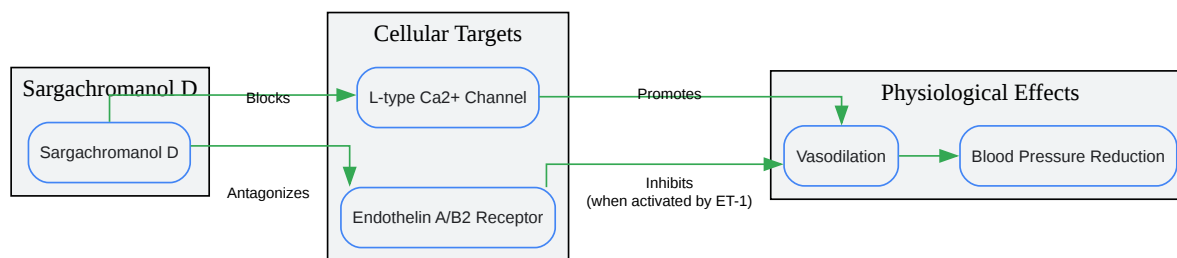 Sargachromanol D
Sargachromanol D
Blocks
Antagonizes
Cellular Targets
L-type Ca2+ Channel
Endothelin A/B2 Receptor
Promotes
Inhibits
(when activated by ET-1)
Physiological Effects
Vasodilation
Blood Pressure Reduction